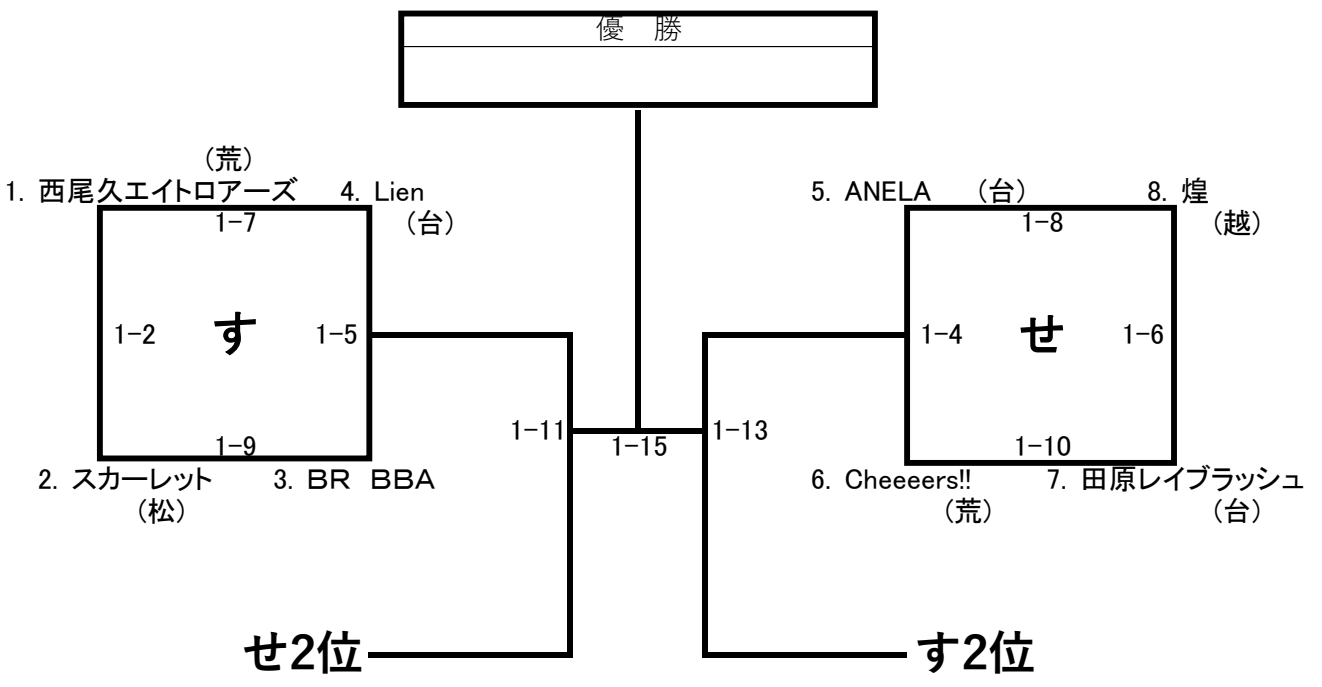 優　勝
（荒）
1. 西尾久エイトロアーズ
4. Lien
（台）
5. ANELA　（台）
8. 煌
（越）
1-7
1-8
1-2
す
1-5
1-4
せ
1-6
1-11
1-15
1-13
1-9
1-10
2. スカーレット
（松）
3. ＢＲ　ＢＢＡ
6. Cheeeers!!
（荒）
7. 田原レイブラッシュ
（台）
せ2位
す2位